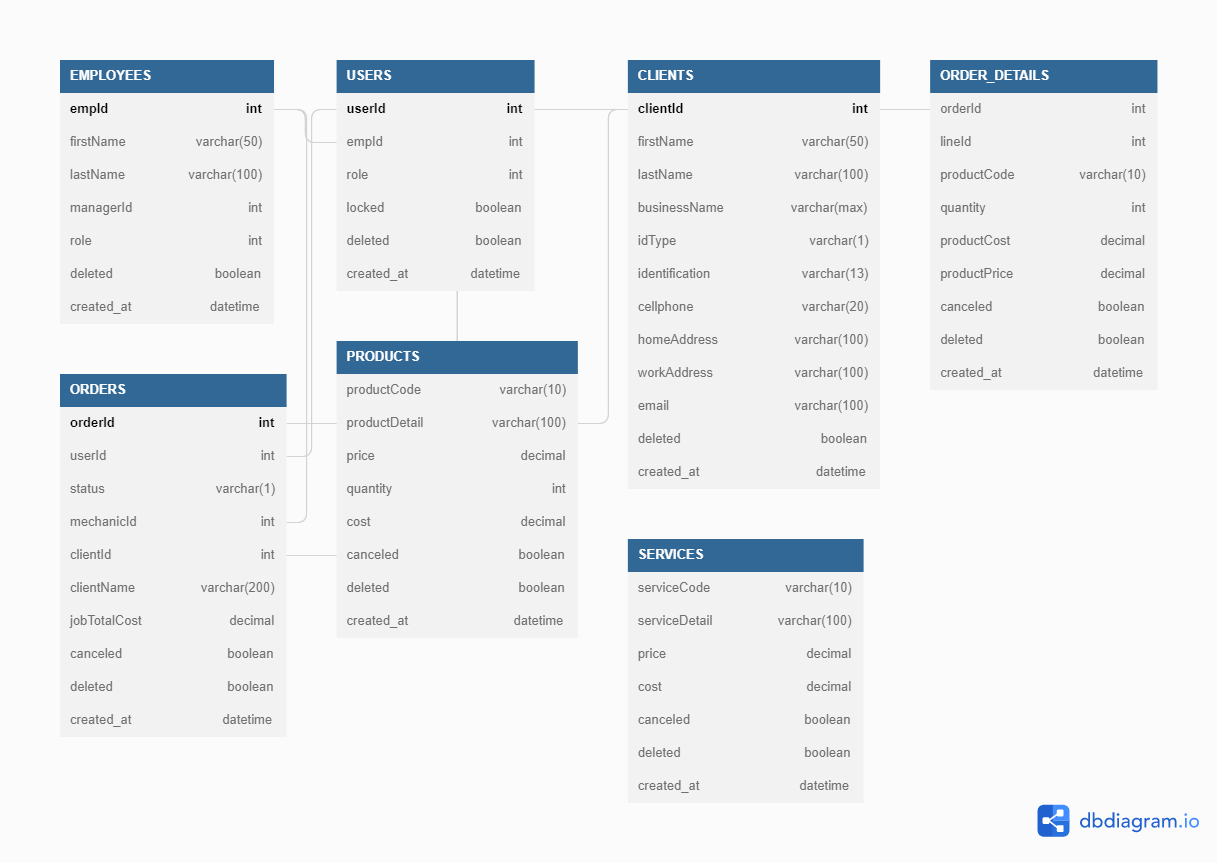 EMPLOYEES
empId int
firstName varchar(50)
lastName varchar(100)
managerId int
role int
deleted boolean
created_at datetime
USERS
userId int
empId int
role int
locked boolean
deleted boolean
created_at datetime
CLIENTS
clientId int
firstName varchar(50)
lastName varchar(100)
businessName varchar(max)
idType varchar(1)
identification varchar(13)
cellphone varchar(20)
homeAddress varchar(100)
workAddress varchar(100)
email varchar(100)
deleted boolean
created_at datetime
ORDER_DETAILS
orderId int
lineId int
productCode varchar(10)
quantity int
productCost decimal
productPrice decimal
canceled boolean
deleted boolean
created_at datetime
ORDERS
orderId int
userId int
status varchar(1)
mechanicId int
clientId int
clientName varchar(200)
jobTotalCost decimal
canceled boolean
deleted boolean
created_at datetime
PRODUCTS
productCode varchar(10)
productDetail varchar(100)
price decimal
quantity int
cost decimal
canceled boolean
deleted boolean
created_at datetime
SERVICES
serviceCode varchar(10)
serviceDetail varchar(100)
price decimal
cost decimal
canceled boolean
deleted boolean
created_at datetime
dbdiagram.io